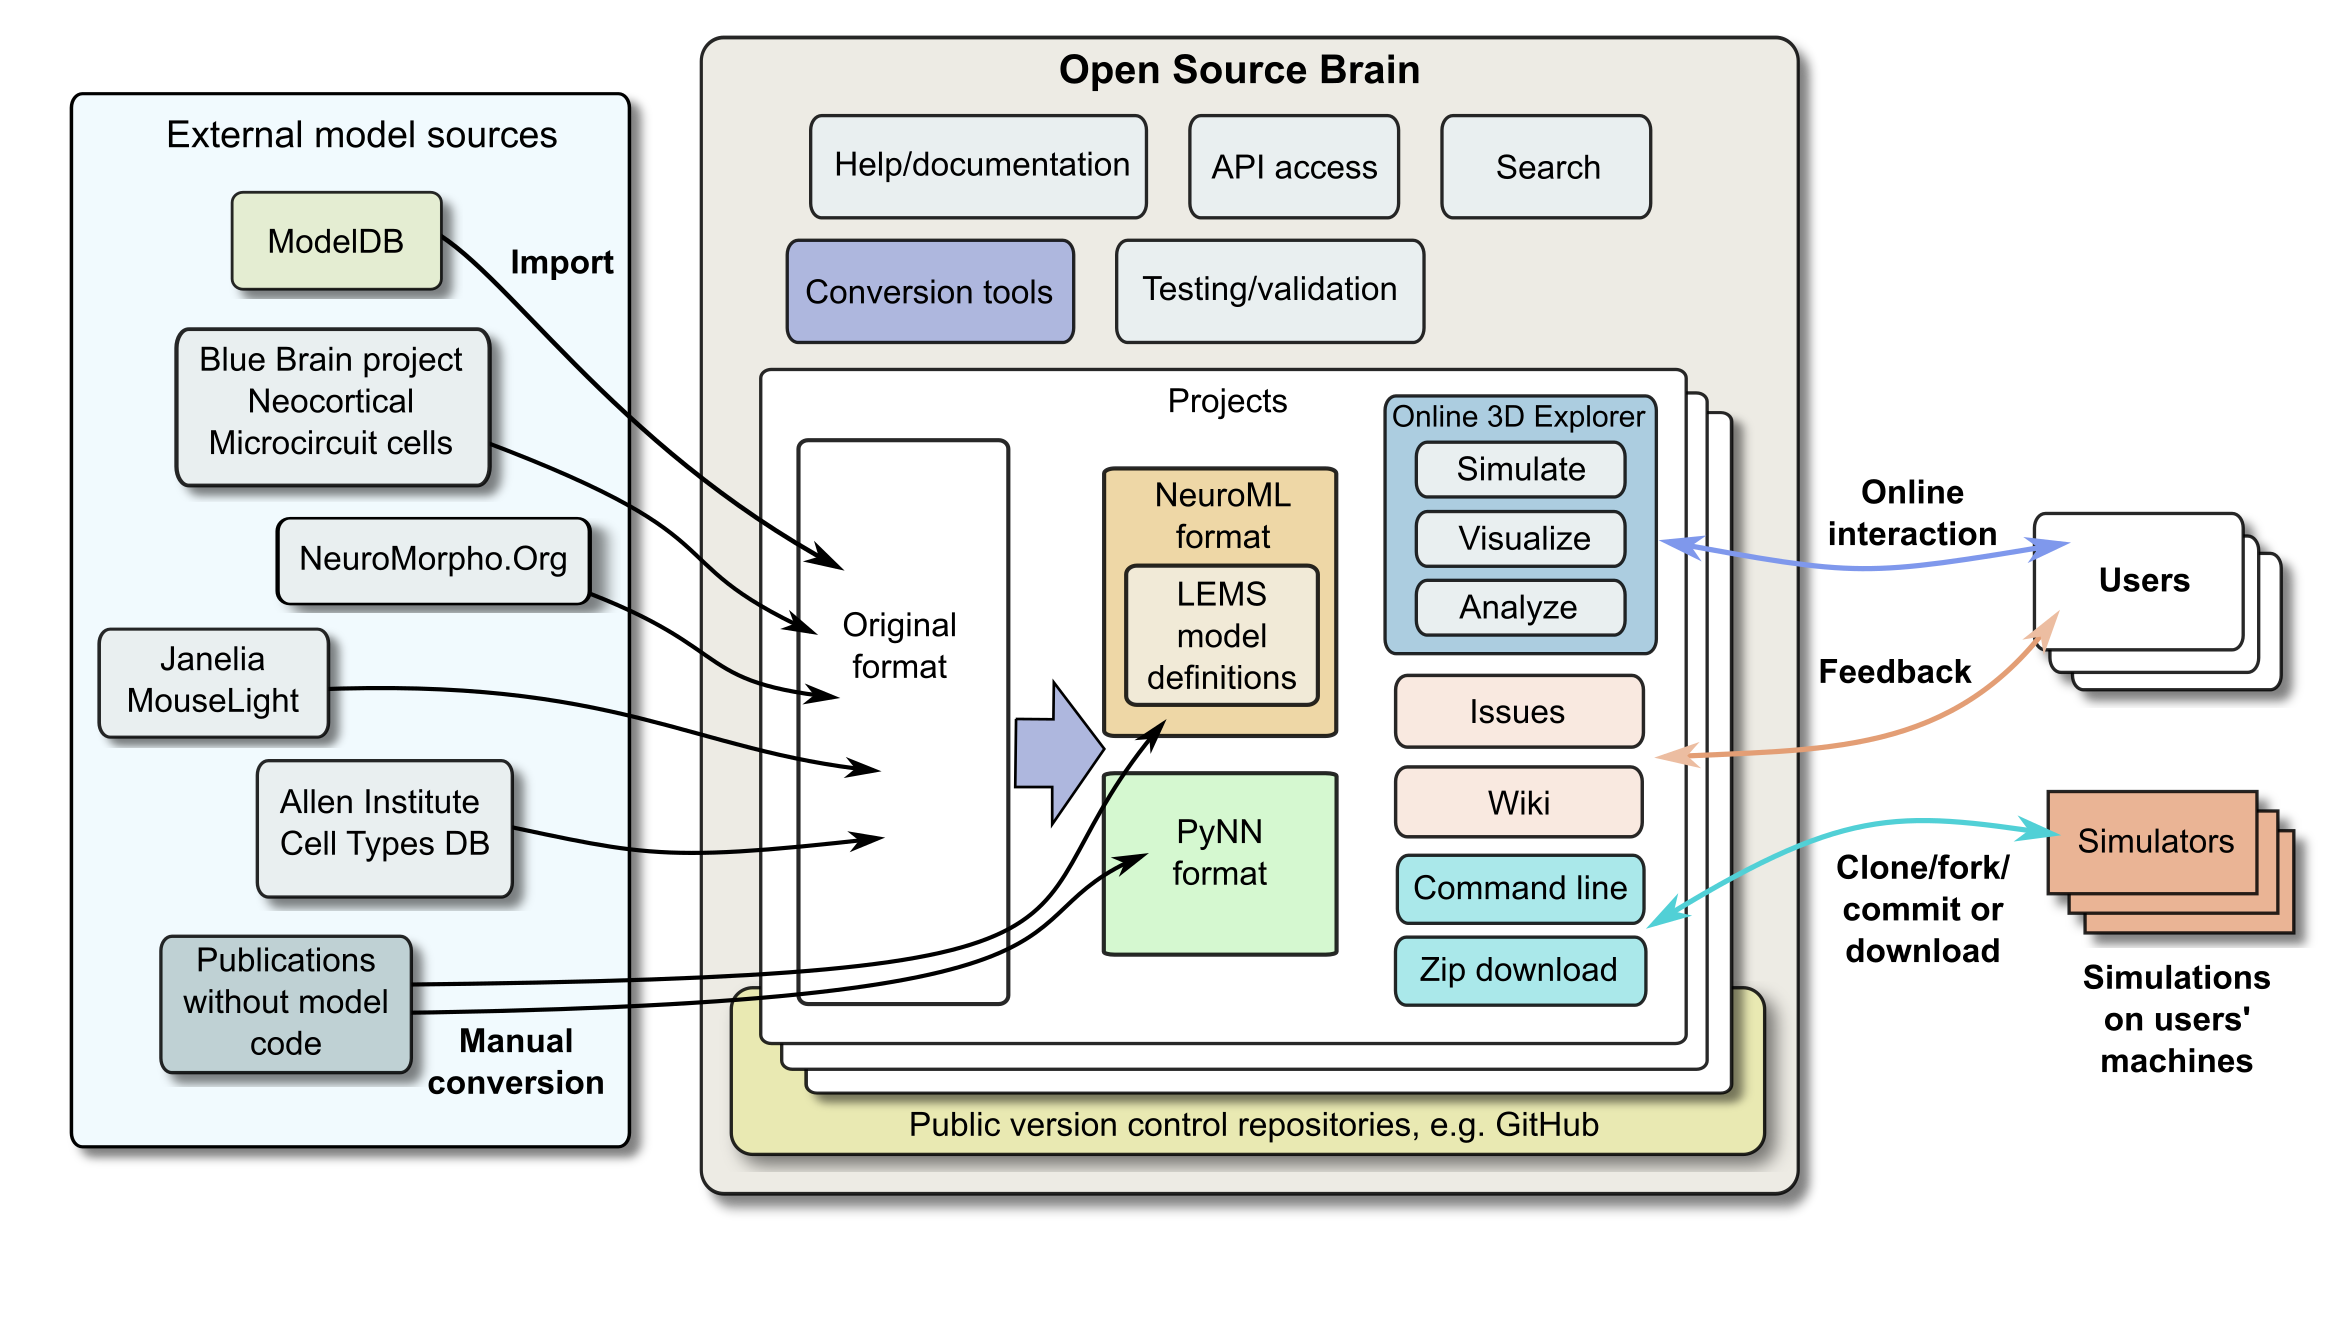 Open Source Brain
External model sources
Help/documentation
API access
Search
ModelDB
Import
Conversion tools
Testing/validation
Blue Brain project
Neocortical
Microcircuit cells
NeuroMorpho.Org
Janelia
MouseLight
Allen Institute
Cell Types DB
Publications
without model
code
Manual
conversion
Projects
Original
format
NeuroML
format
LEMS
model
definitions
PyNN
format
Online 3D Explorer
Simulate
Visualize
Analyze
Issues
Wiki
Command line
Zip download
Public version control repositories, e.g. GitHub
Online
interaction
Users
Feedback
Simulators
Clone/fork/
commit or
download
Simulations
on users'
machines